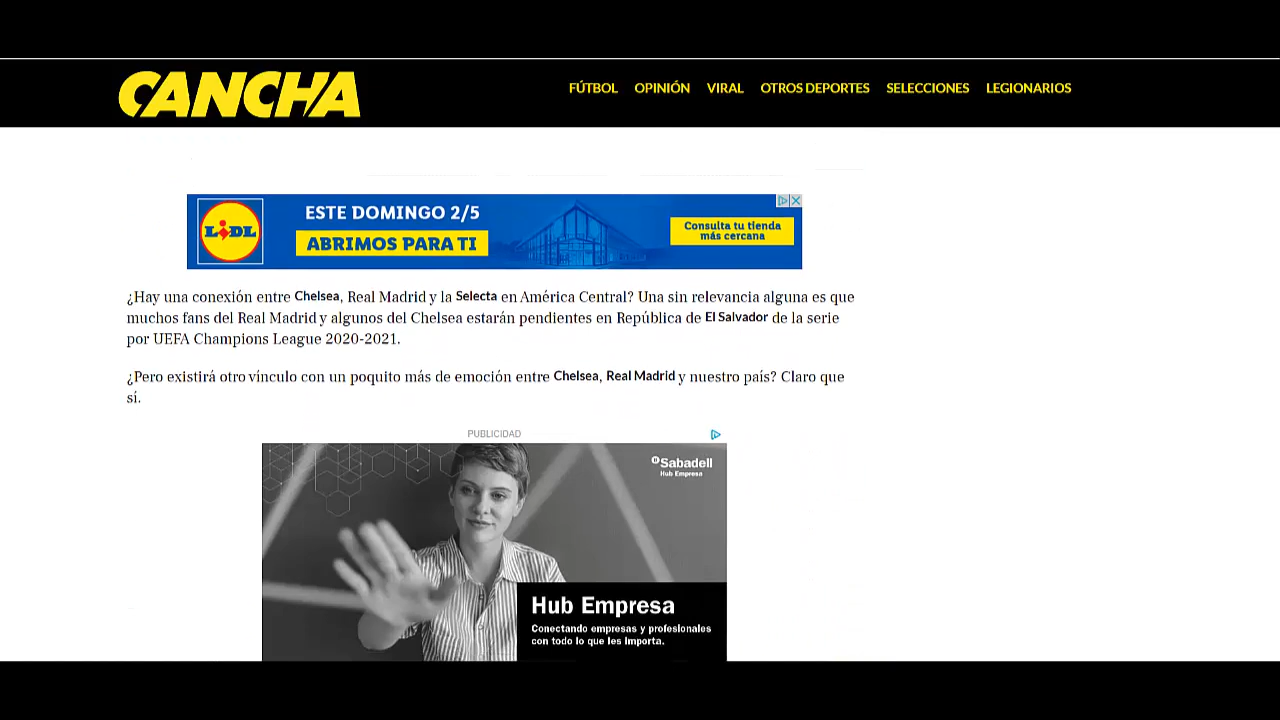 CANCHA
FÚTBOL OPINIÓN VIRAL OTROS DEPORTES SELECCIONES LEGIONARIOS
LIDL
ESTE DOMINGO 2/5
ABRIMOS PARA TI
Consulta tu tienda
más cercana
¿Hay una conexión entre Chelsea, Real Madrid y la Selecta en América Central? Una sin relevancia alguna es que
muchos fans del Real Madrid y algunos del Chelsea estarán pendientes en República de El Salvador de la serie
por UEFA Champions League 2020-2021.
¿Pero existirá otro vínculo con un poquito más de emoción entre Chelsea, Real Madrid y nuestro país? Claro que
sí.
PUBLICIDAD
Sabadell
Hub Empresa
Hub Empresa
Conectando empresas y profesionales
con todo lo que les importa.